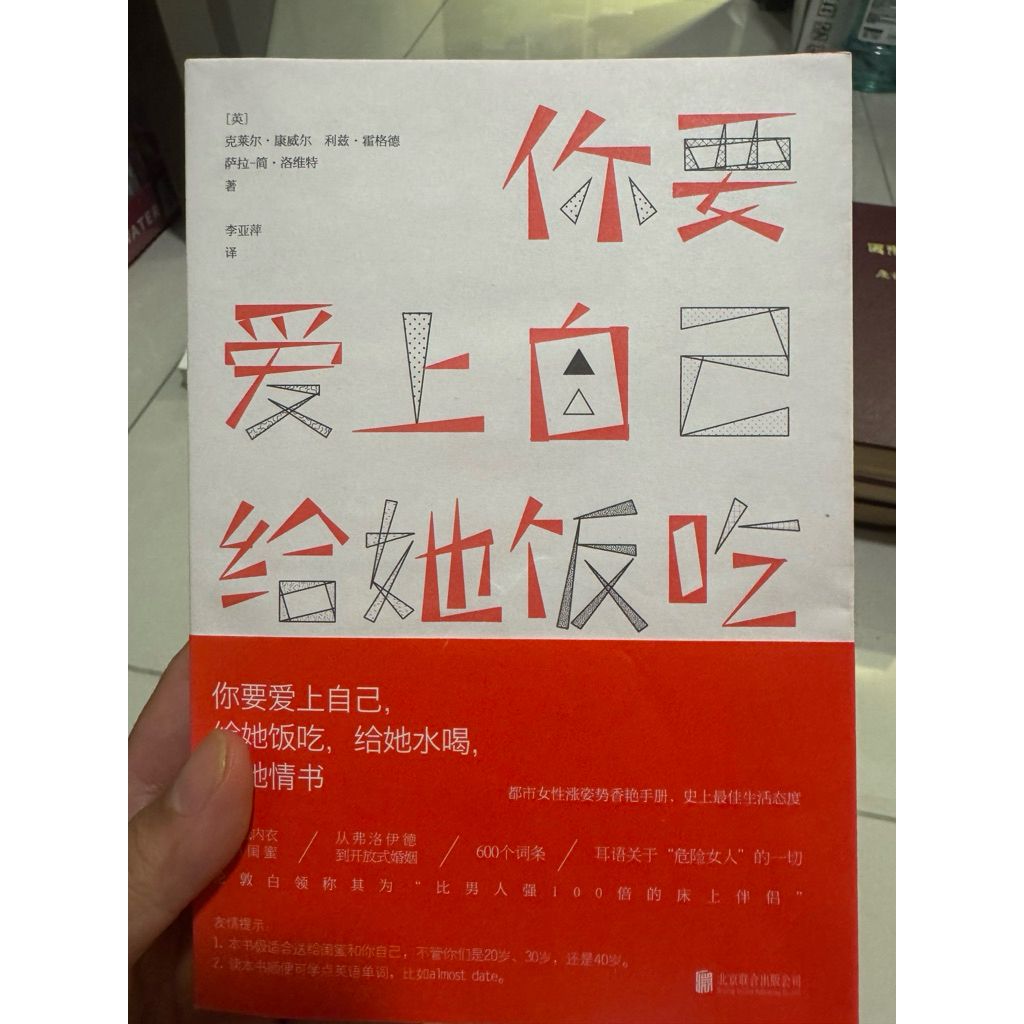 [英]
克莱尔·康威尔 利兹·霍格德
萨拉-简·洛维特
著
李亚萍
译
你要
爱上自己
给她饭吃
你要爱上自己,
给她饭吃, 给她水喝,
她情书
都市女性涨姿势香艳手册, 史上最佳生活态度
内衣
闺蜜
从弗洛伊德
到开放式婚姻
600个词条
耳语关于“危险女人”的一切
敦白领称其为“比男人强100倍的床上伴侣”
友情提示:
1. 本书极适合送给闺蜜和你自己, 不管你们是20岁、30岁, 还是40岁。
2. 读本书顺便可学点英语单词, 比如almost date。
北京联合出版公司
ATER